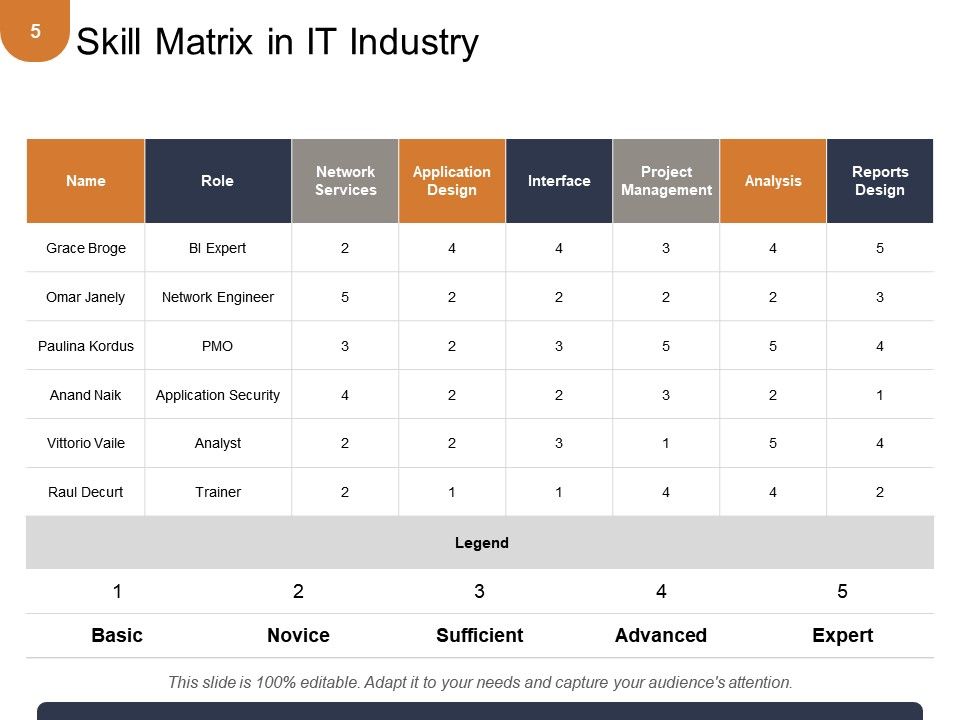 5
Skill Matrix in IT Industry
Name Role Network Services Application Design Interface Project Management Analysis Reports Design
Grace Broge BI Expert 2 4 4 3 4 5
Omar Janely Network Engineer 5 2 2 2 2 3
Paulina Kordus PMO 3 2 3 5 5 4
Anand Naik Application Security 4 2 2 3 2 1
Vittorio Vaile Analyst 2 2 3 1 5 4
Raul Decurt Trainer 2 1 1 4 4 2
Legend
1 2 3 4 5
Basic Novice Sufficient Advanced Expert
This slide is 100% editable. Adapt it to your needs and capture your audience's attention.